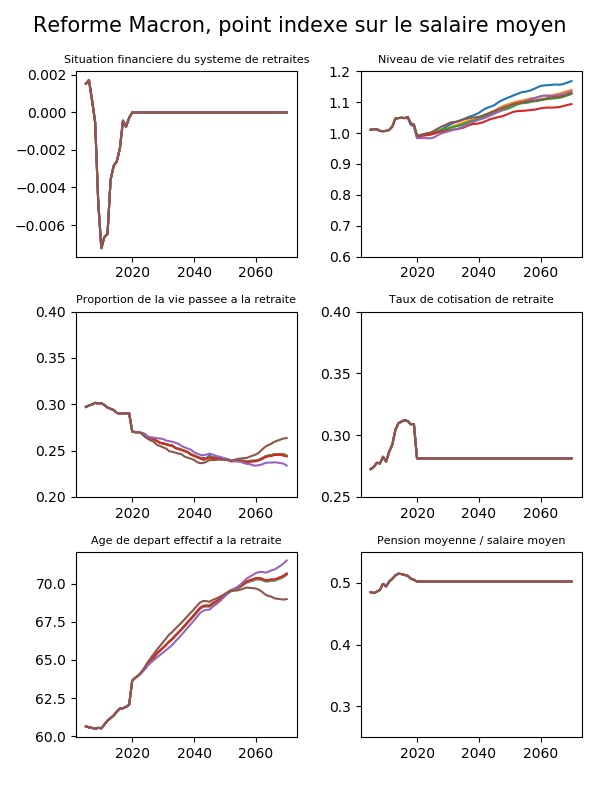 Reforme Macron, point indexe sur le salaire moyen
Situation financiere du systeme de retraites
0.002
0.000
−0.002
−0.004
−0.006
2020 2040 2060
Niveau de vie relatif des retraites
1.2
1.1
1.0
0.9
0.8
0.7
0.6
2020 2040 2060
Proportion de la vie passee a la retraite
0.40
0.35
0.30
0.25
0.20
2020 2040 2060
Taux de cotisation de retraite
0.40
0.35
0.30
0.25
2020 2040 2060
Age de depart effectif a la retraite
70.0
67.5
65.0
62.5
60.0
2020 2040 2060
Pension moyenne / salaire moyen
0.5
0.4
0.3
2020 2040 2060